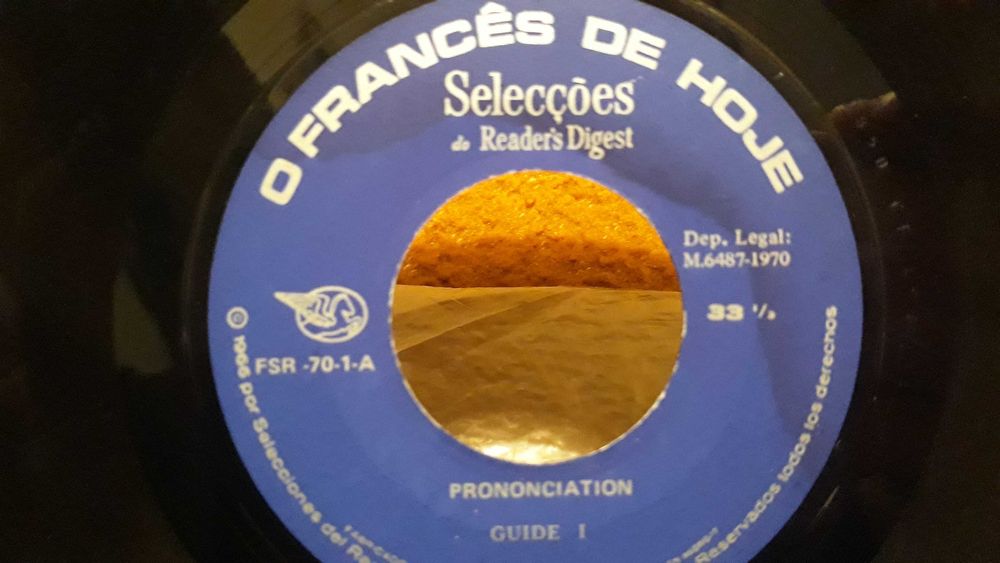 O FRANCÊS DE HOJE
Selecções
do Reader's Digest
Dep. Legal:
M.6487-1970
33 ⅓
FSR -70-1-A
PRONONCIATION
GUIDE I
© 1966 por Selecciones del
Reservados todos los derechos